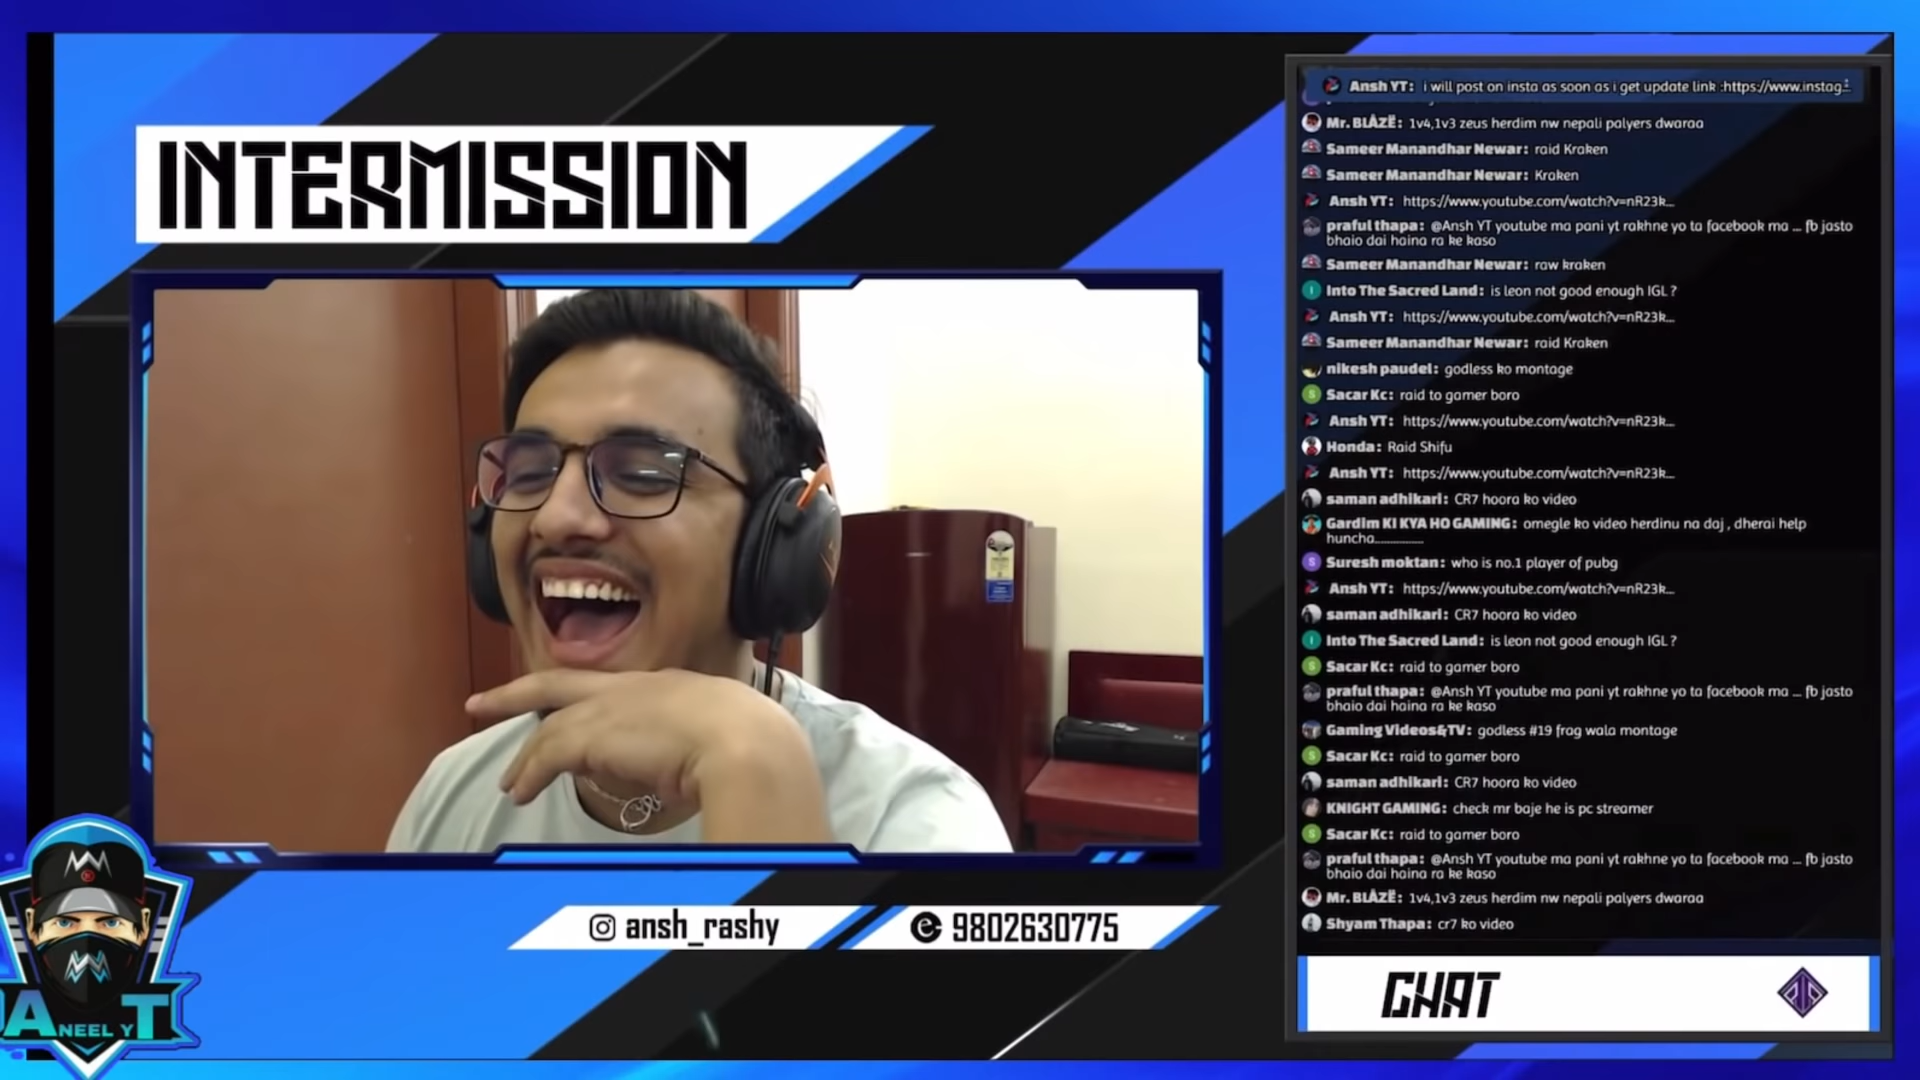 INTERMISSION
Ansh YT: i will post on insta as soon as i get update link :https://www.instag...
Mr. BLÅZË: 1v4,1v3 zeus herdim nw nepali palyers dwaraa
Sameer Manandhar Newar: raid Kraken
Sameer Manandhar Newar: Kraken
Ansh YT: https://www.youtube.com/watch?v=nR23k...
praful thapa: @Ansh YT youtube ma pani yt rakhne yo ta facebook ma ... fb jasto
bhaio dai haina ra ke kaso
Sameer Manandhar Newar: raw kraken
Into The Sacred Land: is leon not good enough IGL ?
Ansh YT: https://www.youtube.com/watch?v=nR23k...
Sameer Manandhar Newar: raid Kraken
nikesh paudel: godless ko montage
Sacar Kc: raid to gamer boro
Ansh YT: https://www.youtube.com/watch?v=nR23k...
Honda: Raid Shifu
Ansh YT: https://www.youtube.com/watch?v=nR23k...
saman adhikari: CR7 hoora ko video
Gardim KI KYA HO GAMING: omegle ko video herdinu na daj , dherai help
huncha................
Suresh moktan: who is no.1 player of pubg
Ansh YT: https://www.youtube.com/watch?v=nR23k...
saman adhikari: CR7 hoora ko video
Into The Sacred Land: is leon not good enough IGL ?
Sacar Kc: raid to gamer boro
praful thapa: @Ansh YT youtube ma pani yt rakhne yo ta facebook ma ... fb jasto
bhaio dai haina ra ke kaso
Gaming Videos&TV: godless #19 frag wala montage
Sacar Kc: raid to gamer boro
saman adhikari: CR7 hoora ko video
KNIGHT GAMING: check mr baje he is pc streamer
Sacar Kc: raid to gamer boro
praful thapa: @Ansh YT youtube ma pani yt rakhne yo ta facebook ma ... fb jasto
bhaio dai haina ra ke kaso
Mr. BLÅZË: 1v4,1v3 zeus herdim nw nepali palyers dwaraa
Shyam Thapa: cr7 ko video
CHAT
ansh_rashy
9802630775
ANEEL YT